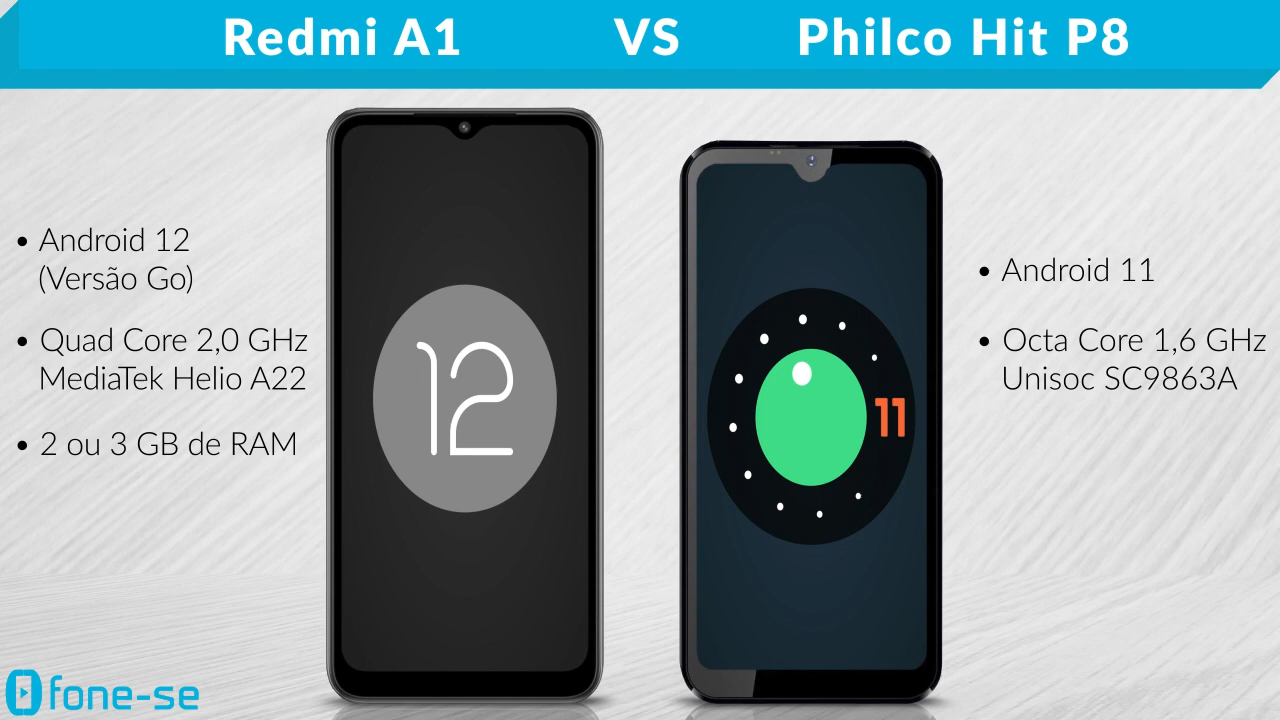 Redmi A1 VS Philco Hit P8
• Android 12
(Versão Go)
• Quad Core 2,0 GHz
MediaTek Helio A22
• 2 ou 3 GB de RAM
12
11
• Android 11
• Octa Core 1,6 GHz
Unisoc SC9863A
fone-se